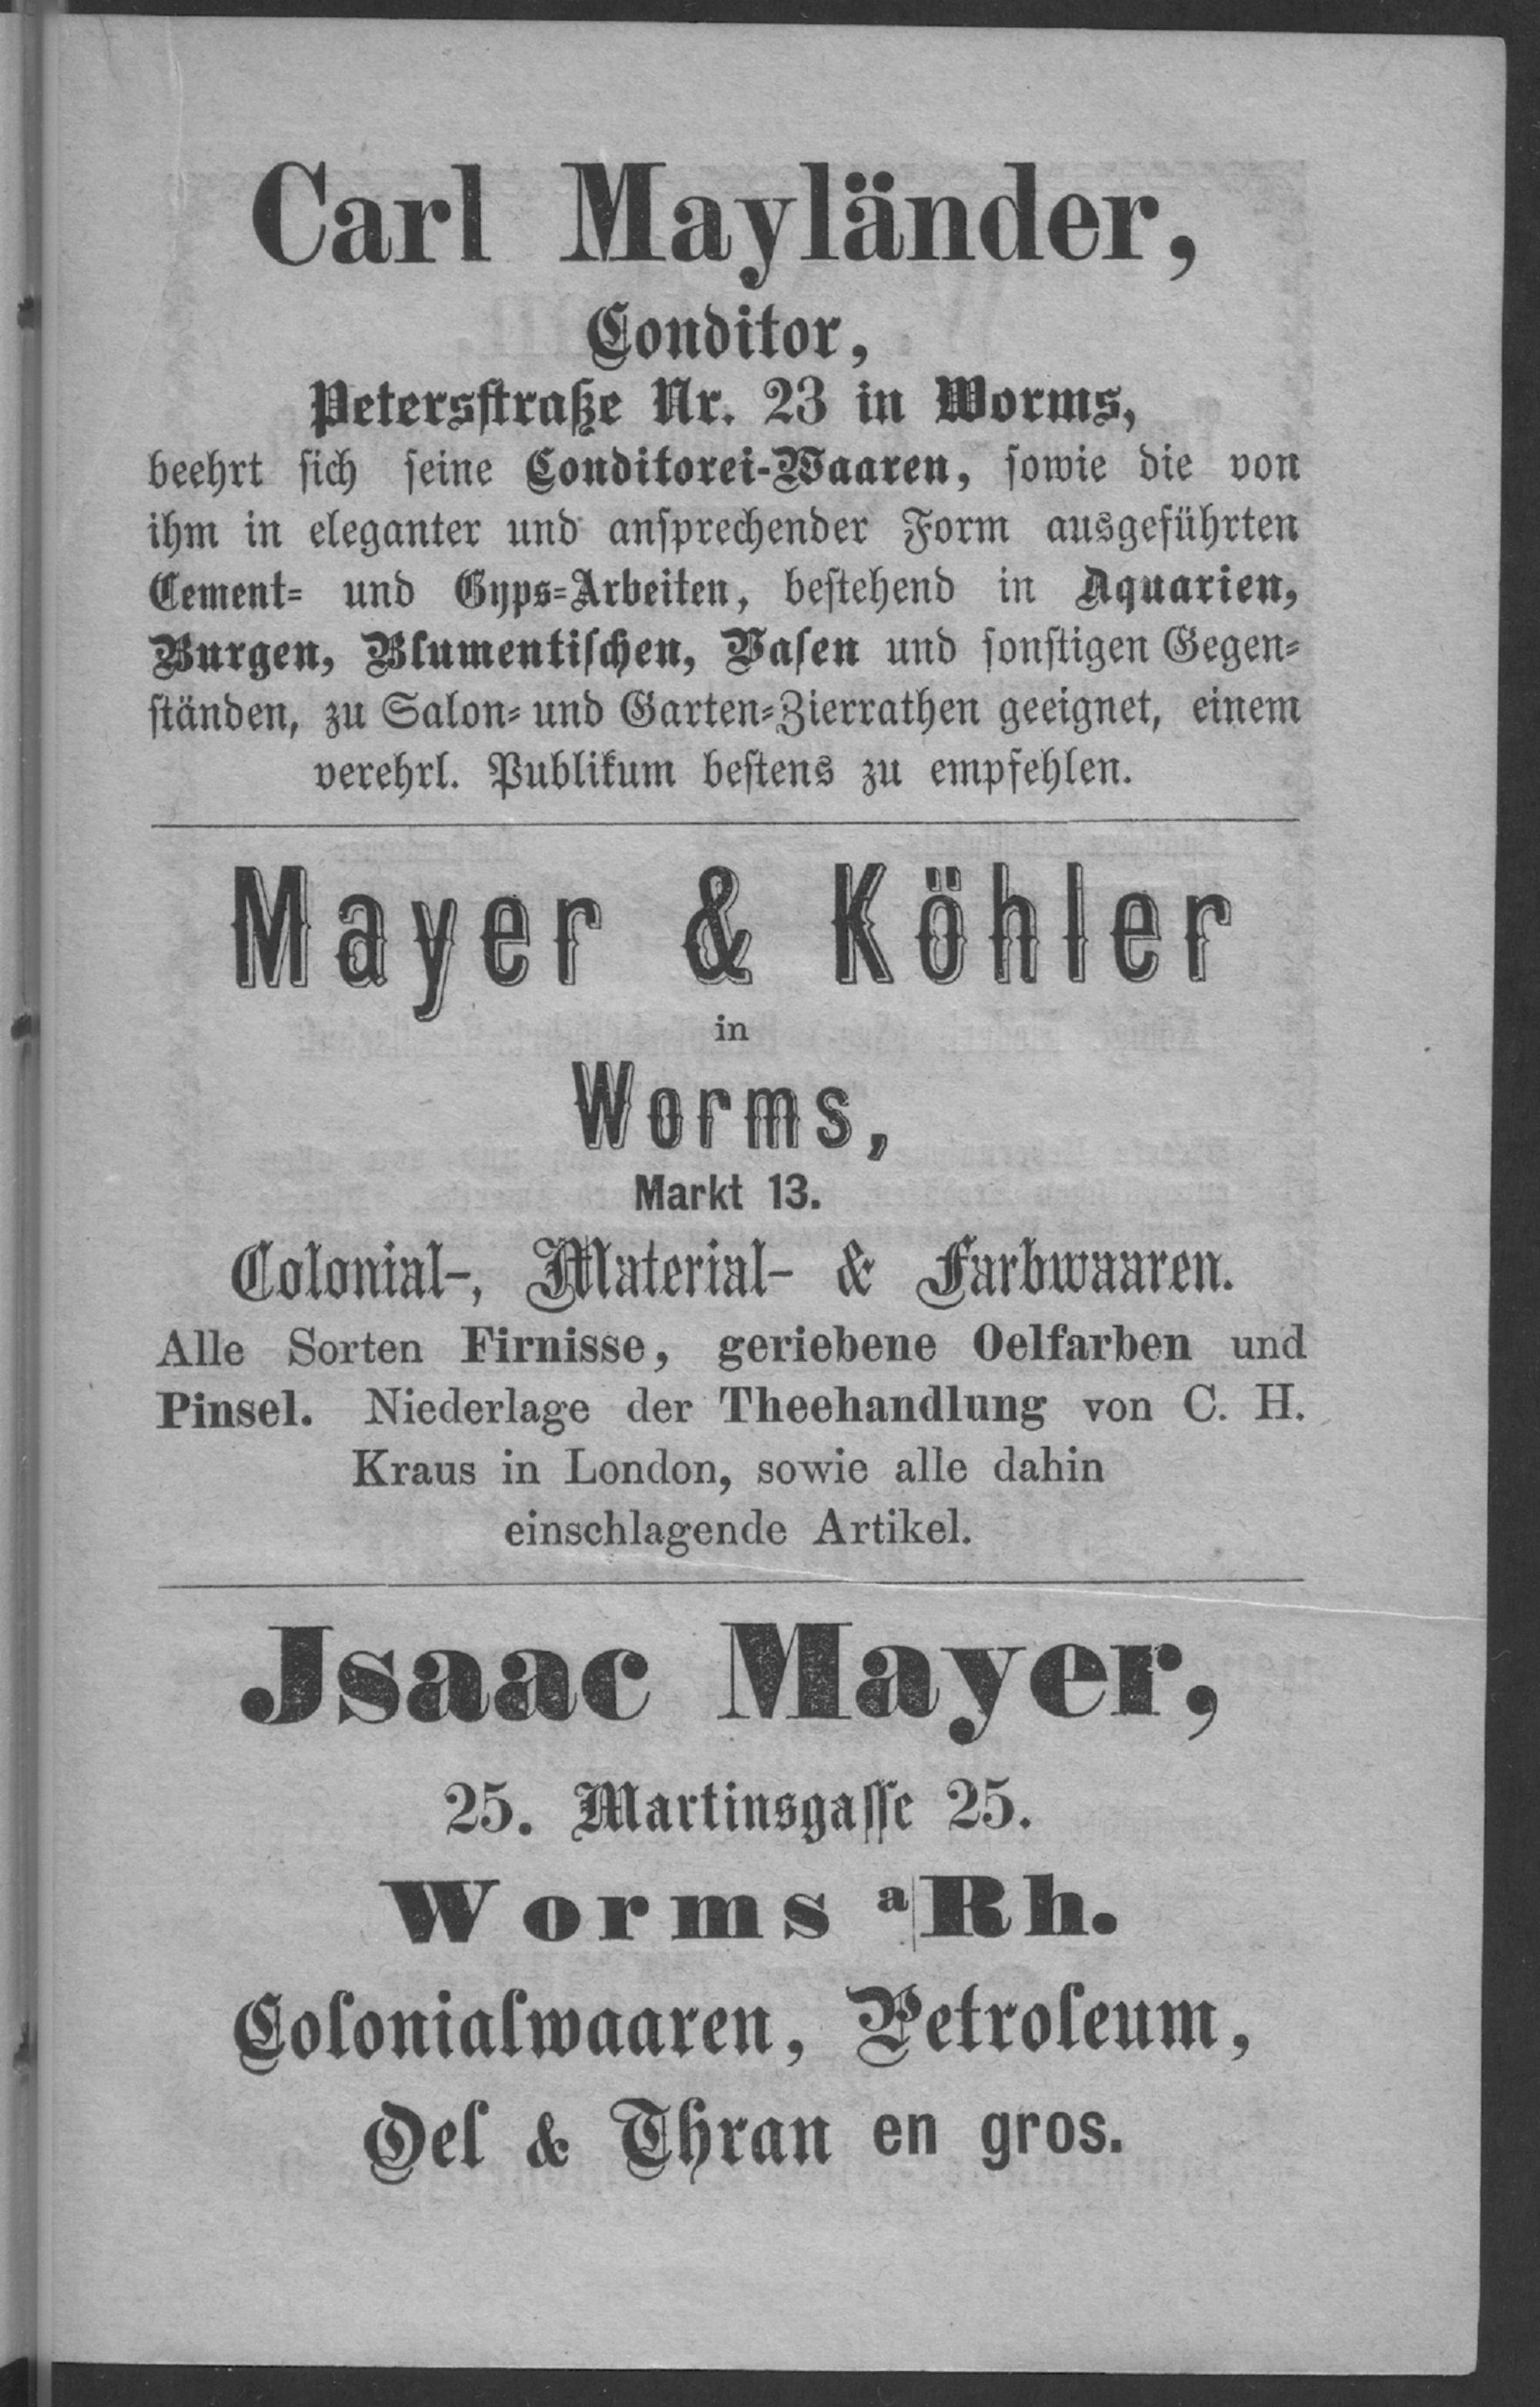 Carl Mayländer,
Conditor,
Petersstraße Nr. 23 in Worms,
beehrt sich seine Conditorei-Waaren, sowie die von
ihm in eleganter und ansprechender Form ausgeführten
Cement- und Gyps-Arbeiten, bestehend in Aquarien,
Burgen, Blumentischen, Vasen und sonstigen Gegen-
ständen, zu Salon- und Garten-Zierrathen geeignet, einem
verehrl. Publikum bestens zu empfehlen.
Mayer & Köhler
in
Worms,
Markt 13.
Colonial-, Material- & Farbwaaren.
Alle Sorten Firnisse, geriebene Oelfarben und
Pinsel. Niederlage der Theehandlung von C. H.
Kraus in London, sowie alle dahin
einschlagende Artikel.
Jsaac Mayer,
25. Martinsgasse 25.
Worms a/Rh.
Colonialwaaren, Petroleum,
Oel & Thran en gros.